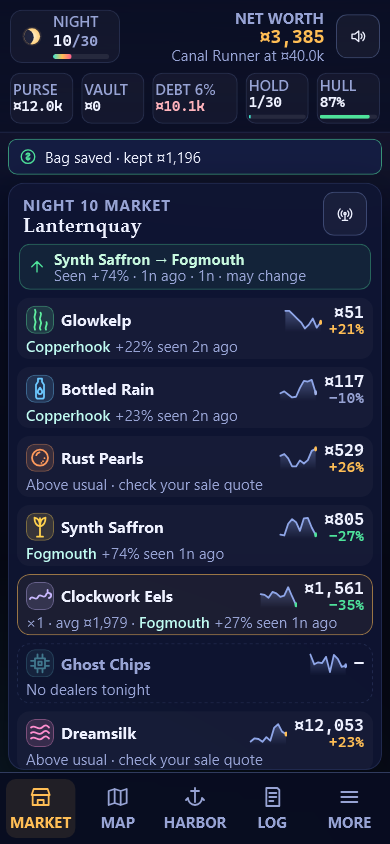 NIGHT
10/30
NET WORTH
¤3,385
Canal Runner at ¤40.0k
PURSE
¤12.0k
VAULT
¤0
DEBT 6%
¤10.1k
HOLD
1/30
HULL
87%
Bag saved · kept ¤1,196
NIGHT 10 MARKET
Lanternquay
Synth Saffron → Fogmouth
Seen +74% · 1n ago · 1n · may change
Glowkelp
¤51
+21%
Copperhook +22% seen 2n ago
Bottled Rain
¤117
−10%
Copperhook +23% seen 2n ago
Rust Pearls
¤529
+26%
Above usual · check your sale quote
Synth Saffron
¤805
−27%
Fogmouth +74% seen 1n ago
Clockwork Eels
¤1,561
−35%
×1 · avg ¤1,979 · Fogmouth +27% seen 1n ago
Ghost Chips
–
No dealers tonight
Dreamsilk
¤12,053
+23%
Above usual · check your sale quote
MARKET
MAP
HARBOR
LOG
MORE